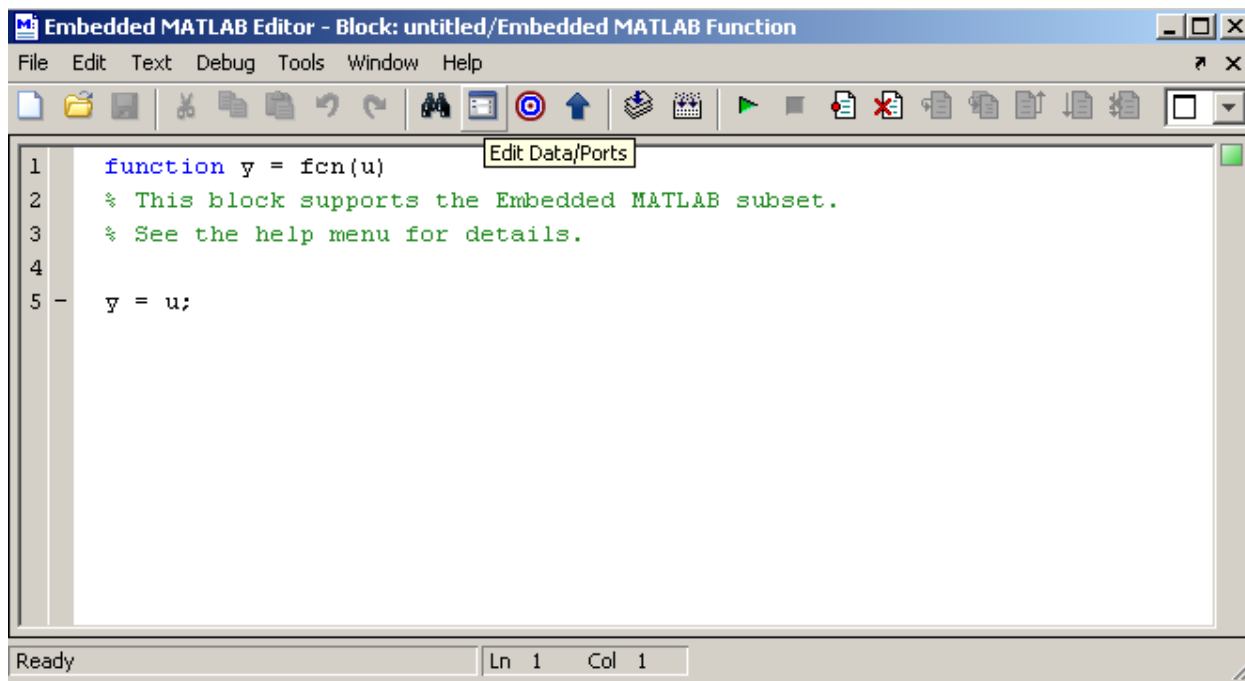 Embedded MATLAB Editor - Block: untitled/Embedded MATLAB Function
File Edit Text Debug Tools Window Help
Edit Data/Ports
1 function y = fcn(u)
2 % This block supports the Embedded MATLAB subset.
3 % See the help menu for details.
4
5 - y = u;
Ready Ln 1 Col 1